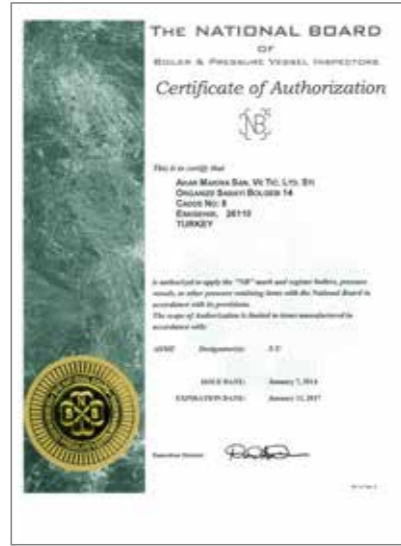 THE NATIONAL BOARD
OF
BOILER & PRESSURE VESSEL INSPECTORS
Certificate of Authorization
NB
This is to certify that
AKAR MAKINA SAN. VE TIC. LTD. STI
ORGANIZE SANAYI BOLGESI 14
CADDE NO: 8
ESKISEHIR, 26110
TURKEY
is authorized to apply the "NB" mark and register boilers, pressure
vessels, or other pressure retaining items with the National Board in
accordance with its provisions.
The scope of Authorization is limited to items manufactured in
accordance with:
ASME Designator(s):
ISSUE DATE: January 7, 2014
EXPIRATION DATE: January 2017
Executive Director